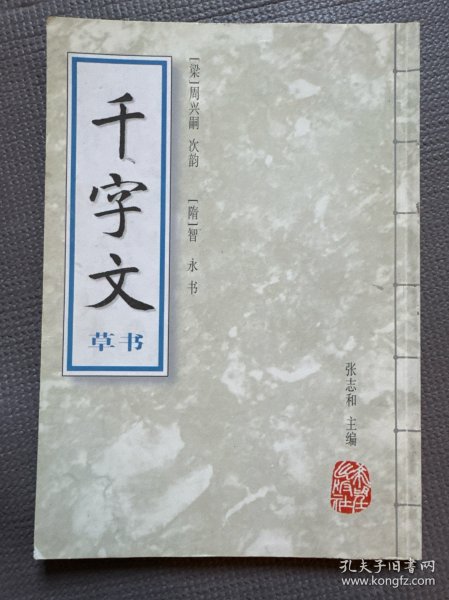 千字文
草书
[梁]周兴嗣 次韵 [隋]智 永 书
张志和 主编
孔夫子旧书网
www.kongfz.com